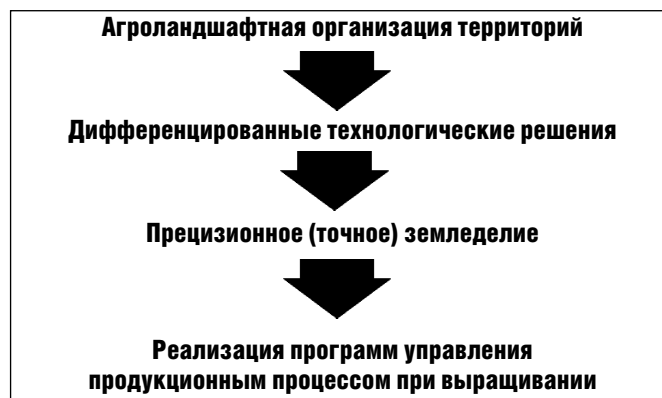 Агроландшафтная организация территорий
Дифференцированные технологические решения
Прецизионное (точное) земледелие
Реализация программ управления
продукционным процессом при выращивании